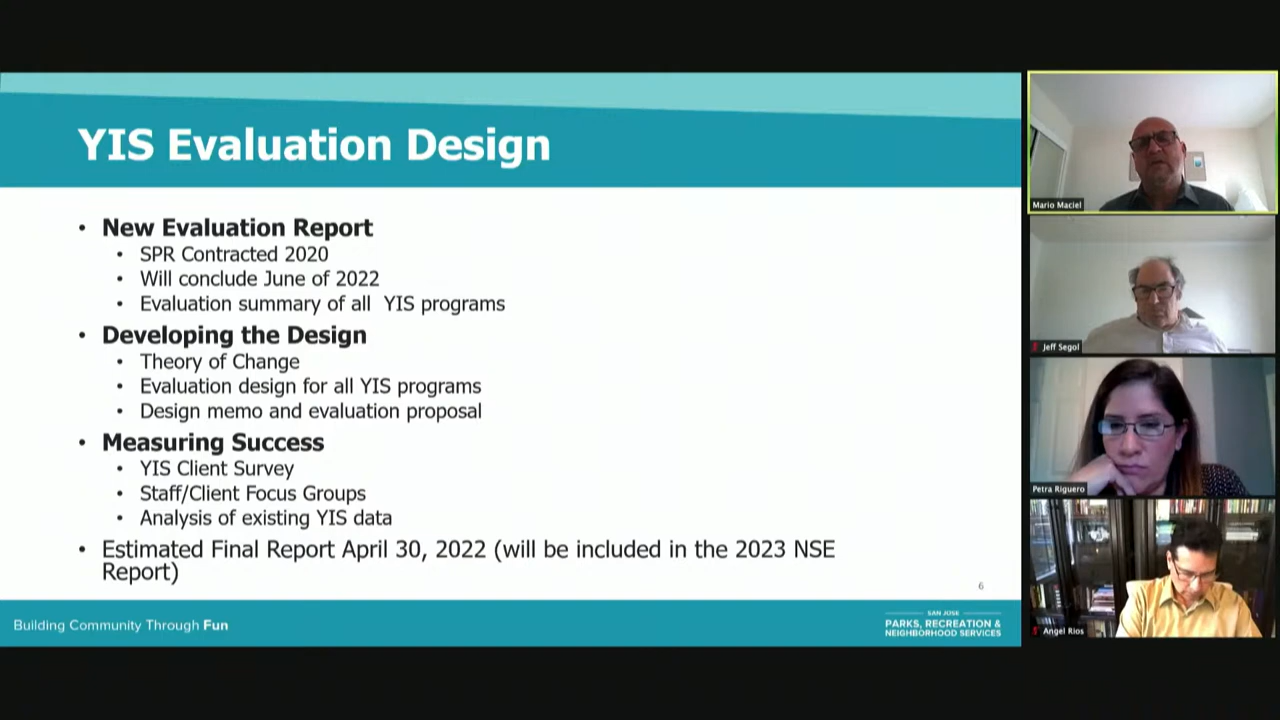 YIS Evaluation Design
• New Evaluation Report
• SPR Contracted 2020
• Will conclude June of 2022
• Evaluation summary of all YIS programs
• Developing the Design
• Theory of Change
• Evaluation design for all YIS programs
• Design memo and evaluation proposal
• Measuring Success
• YIS Client Survey
• Staff/Client Focus Groups
• Analysis of existing YIS data
• Estimated Final Report April 30, 2022 (will be included in the 2023 NSE
Report)
6
Building Community Through Fun
SAN JOSE
PARKS, RECREATION &
NEIGHBORHOOD SERVICES
Mario Maciel
Jeff Segol
Petra Riguero
Angel Rios